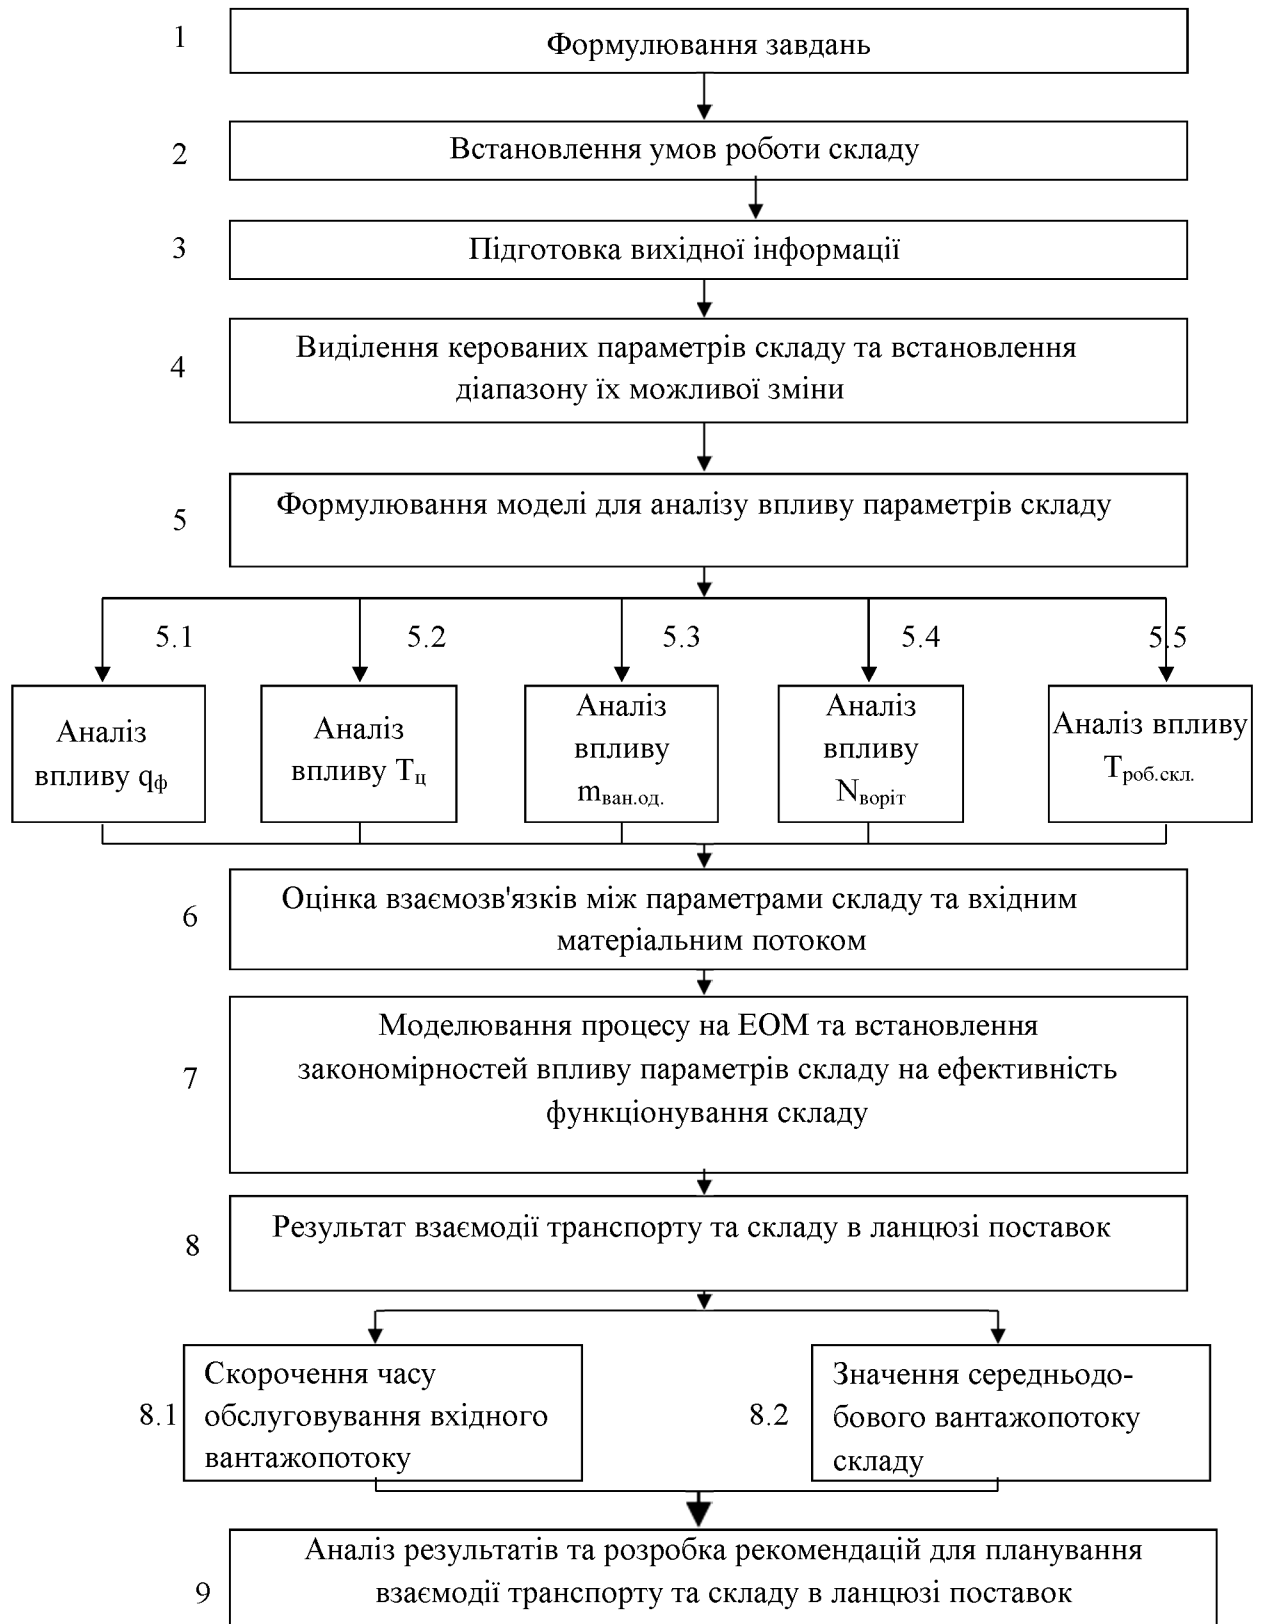 1
Формулювання завдань
2
Встановлення умов роботи складу
3
Підготовка вихідної інформації
4
Виділення керованих параметрів складу та встановлення
діапазону їх можливої зміни
5
Формулювання моделі для аналізу впливу параметрів складу
5.1
5.2
5.3
5.4
5.5
Аналіз
впливу qф
Аналіз
впливу Tц
Аналіз
впливу
mван.од.
Аналіз
впливу
Nворіт
Аналіз впливу
Tроб.скл.
6
Оцінка взаємозв'язків між параметрами складу та вхідним
матеріальним потоком
7
Моделювання процесу на ЕОМ та встановлення
закономірностей впливу параметрів складу на ефективність
функціонування складу
8
Результат взаємодії транспорту та складу в ланцюзі поставок
8.1
Скорочення часу
обслуговування вхідного
вантажопотоку
8.2
Значення середньодо-
бового вантажопотоку
складу
9
Аналіз результатів та розробка рекомендацій для планування
взаємодії транспорту та складу в ланцюзі поставок